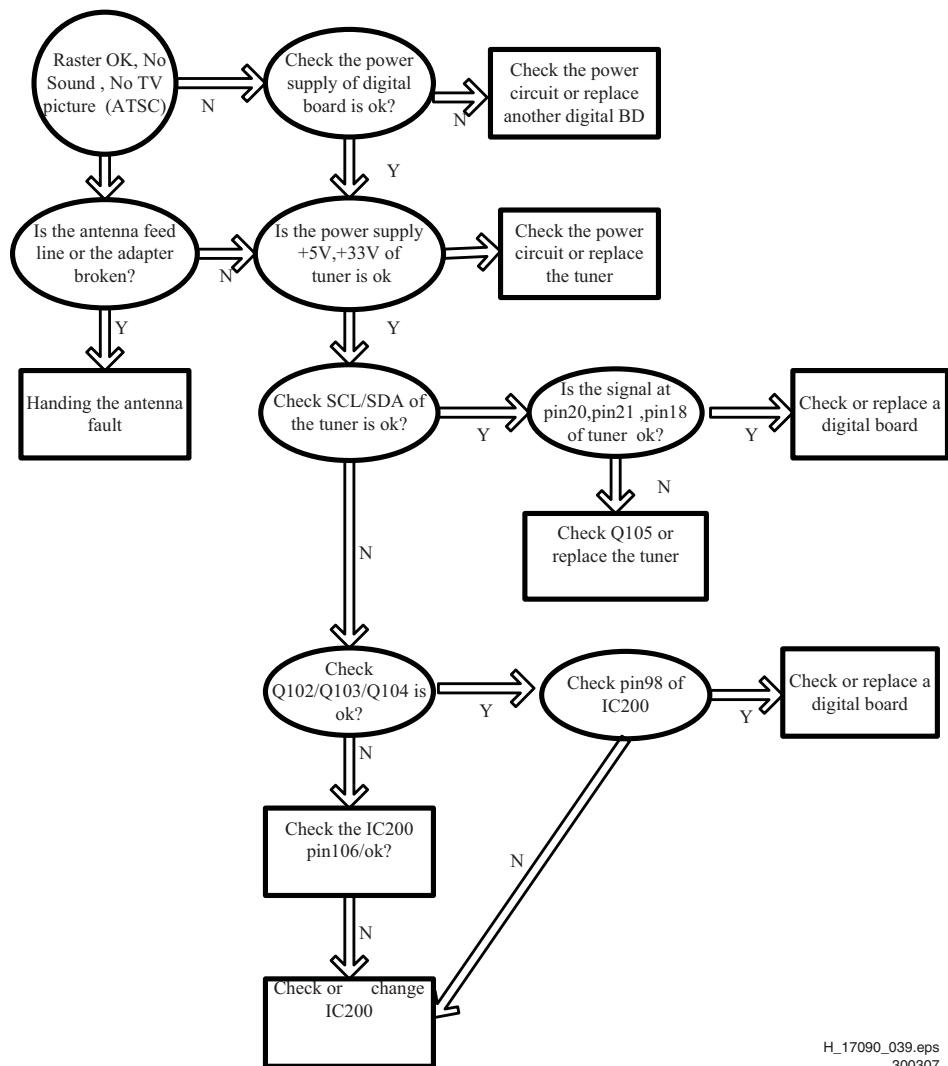 Raster OK, No
Sound , No TV
picture (ATSC)
N
Check the power
supply of digital
board is ok?
N
Check the power
circuit or replace
another digital BD
Y
Is the antenna feed
line or the adapter
broken?
N
Is the power supply
+5V,+33V of
tuner is ok
Check the power
circuit or replace
the tuner
Y
Y
Handing the antenna
fault
Check SCL/SDA of
the tuner is ok?
Y
Is the signal at
pin20,pin21 ,pin18
of tuner ok?
Y
Check or replace a
digital board
N
Check Q105 or
replace the tuner
N
Check
Q102/Q103/Q104 is
ok?
Y
Check pin98 of
IC200
Y
Check or replace a
digital board
N
Check the IC200
pin106/ok?
N
N
Check or change
IC200
H_17090_039.eps
300307